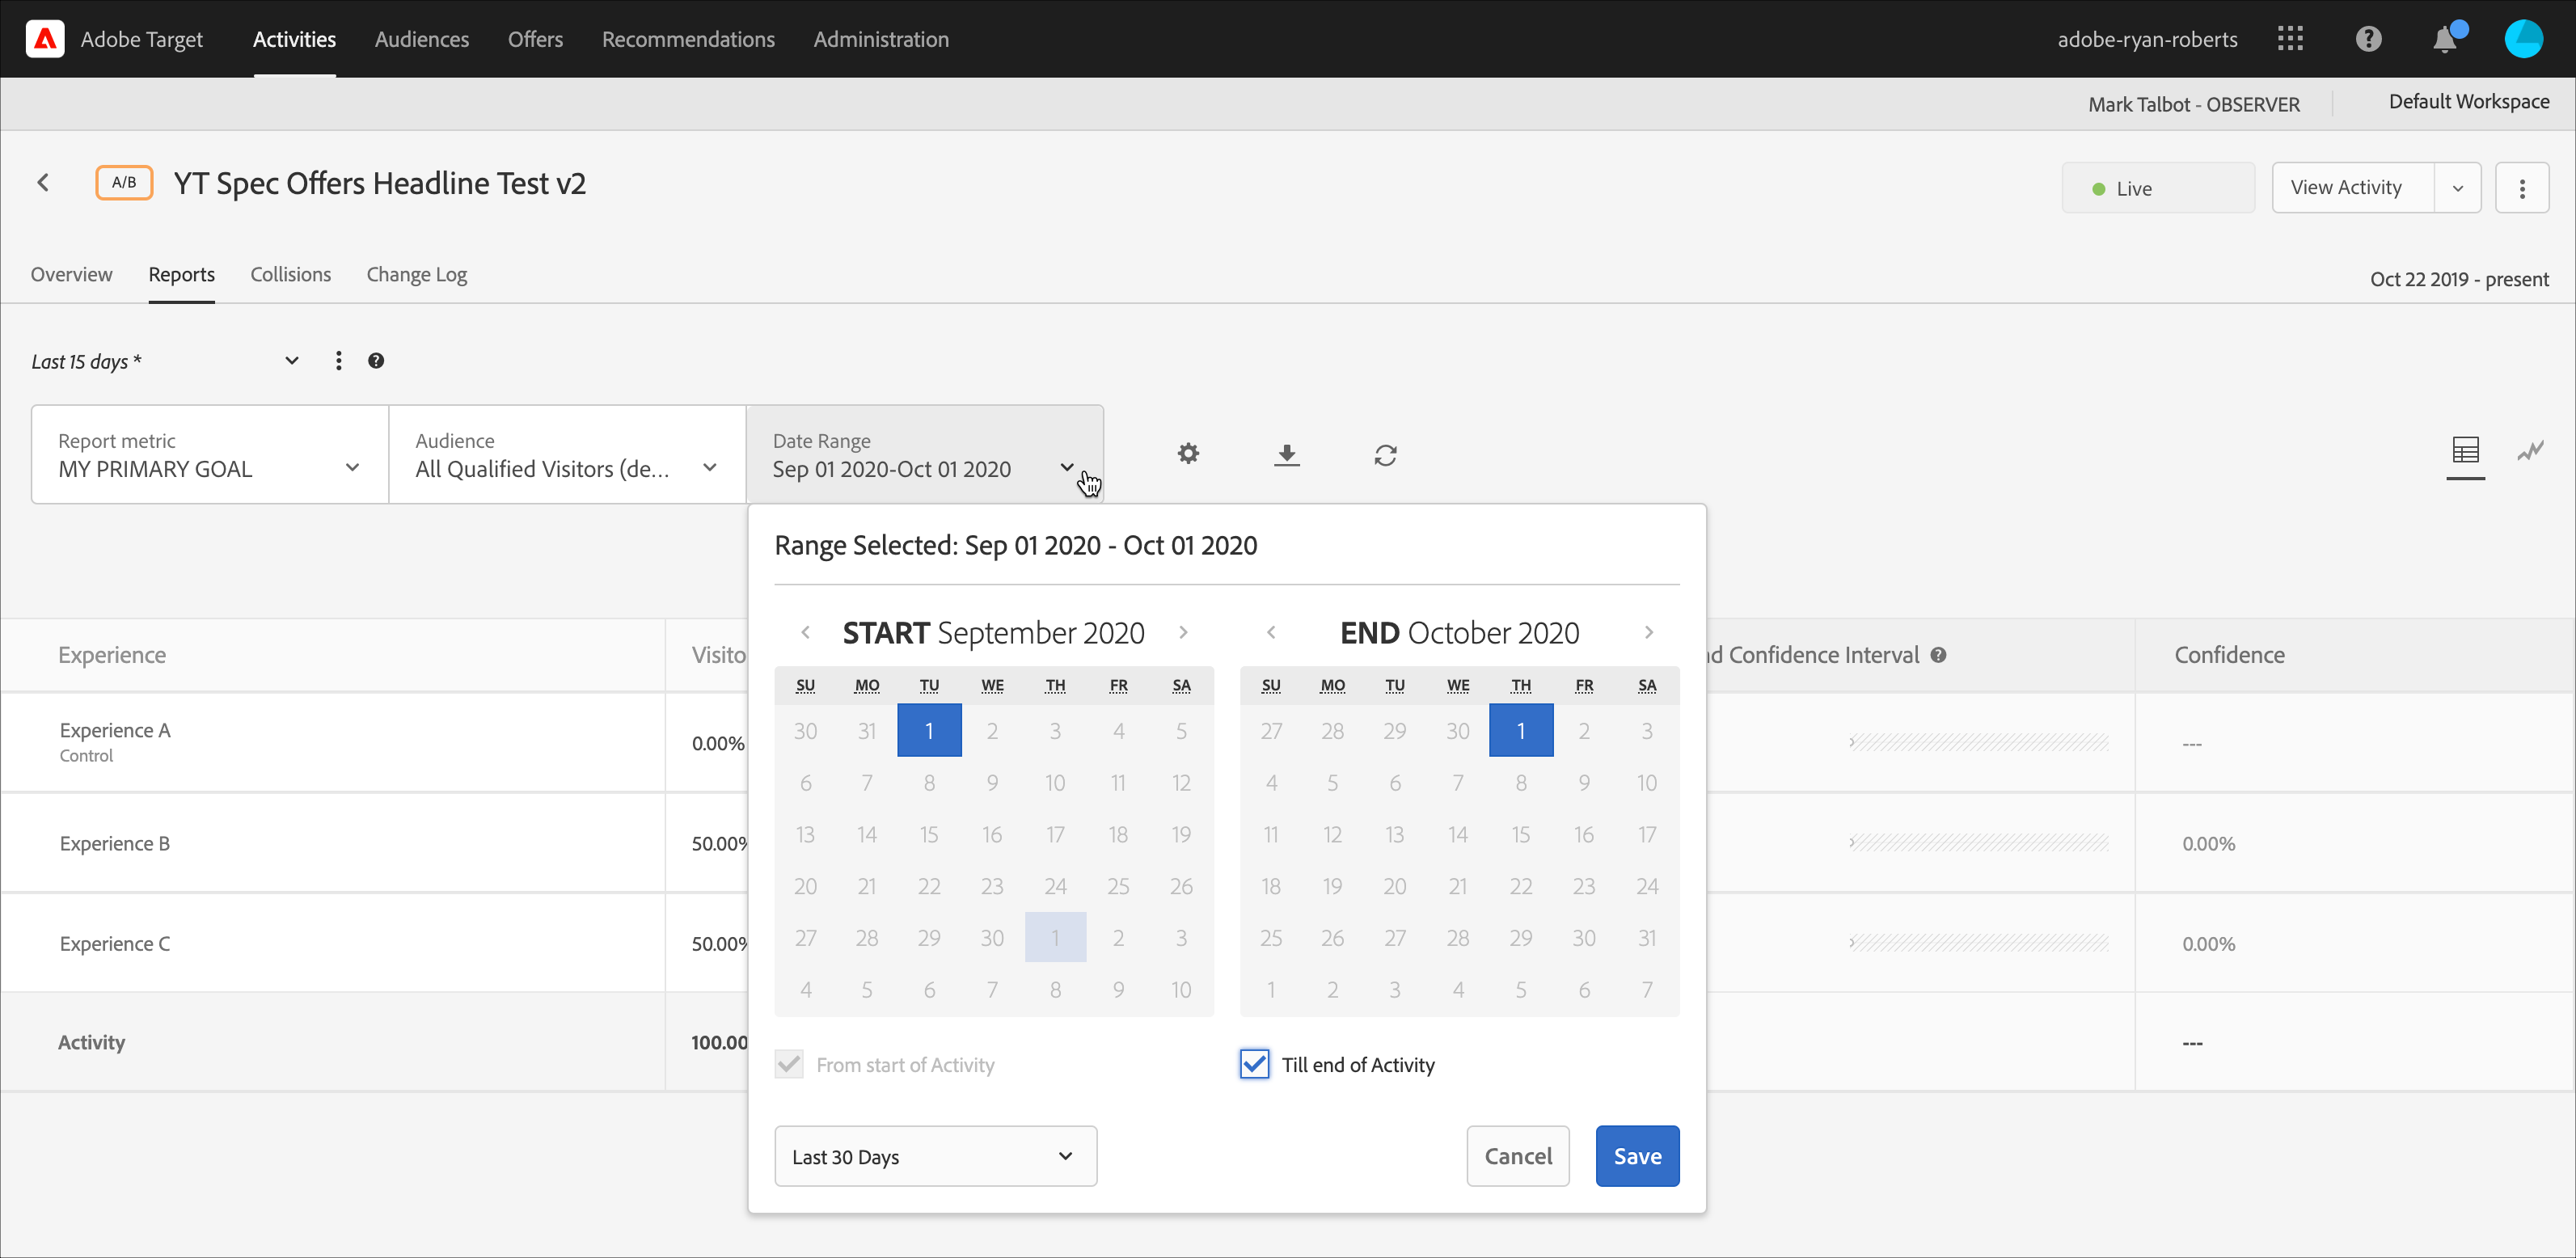 Adobe Target Activities Audiences Offers Recommendations Administration adobe-ryan-roberts
Mark Talbot - OBSERVER Default Workspace
A/B YT Spec Offers Headline Test v2 Live View Activity
Overview Reports Collisions Change Log Oct 22 2019 - present
Last 15 days *
Report metric Audience Date Range
MY PRIMARY GOAL All Qualified Visitors (de... Sep 01 2020-Oct 01 2020
Range Selected: Sep 01 2020 - Oct 01 2020
START September 2020 END October 2020
Experience Visito nd Confidence Interval Confidence
SU MO TU WE TH FR SA SU MO TU WE TH FR SA
30 31 1 2 3 4 5 27 28 29 30 1 2 3
Experience A 0.00% ---
Control
6 7 8 9 10 11 12 4 5 6 7 8 9 10
13 14 15 16 17 18 19 11 12 13 14 15 16 17
Experience B 50.00% 0.00%
20 21 22 23 24 25 26 18 19 20 21 22 23 24
27 28 29 30 1 2 3 25 26 27 28 29 30 31
Experience C 50.00% 0.00%
4 5 6 7 8 9 10 1 2 3 4 5 6 7
Activity 100.00 ---
From start of Activity Till end of Activity
Last 30 Days Cancel Save